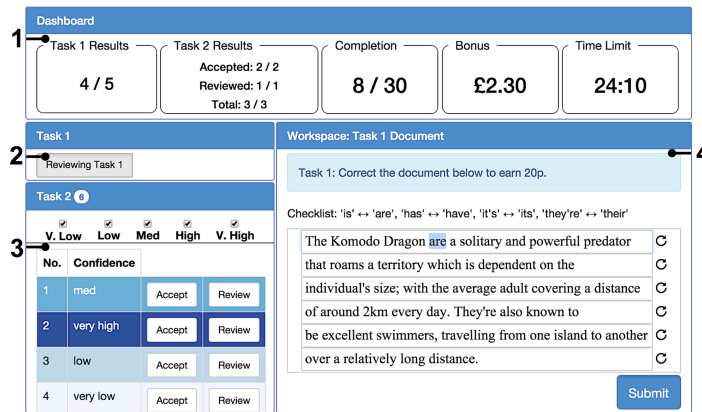 Dashboard
1
Task 1 Results
4 / 5
Task 2 Results
Accepted: 2 / 2
Reviewed: 1 / 1
Total: 3 / 3
Completion
8 / 30
Bonus
£2.30
Time Limit
24:10
Task 1
2
Reviewing Task 1
Task 2 6
3
V. Low Low Med High V. High
No. Confidence
1 med Accept Review
2 very high Accept Review
3 low Accept Review
4 very low Accept Review
Workspace: Task 1 Document
4
Task 1: Correct the document below to earn 20p.
Checklist: 'is' ↔ 'are', 'has' ↔ 'have', 'it's' ↔ 'its', 'they're' ↔ 'their'
The Komodo Dragon are a solitary and powerful predator
that roams a territory which is dependent on the
individual's size; with the average adult covering a distance
of around 2km every day. They're also known to
be excellent swimmers, travelling from one island to another
over a relatively long distance.
Submit